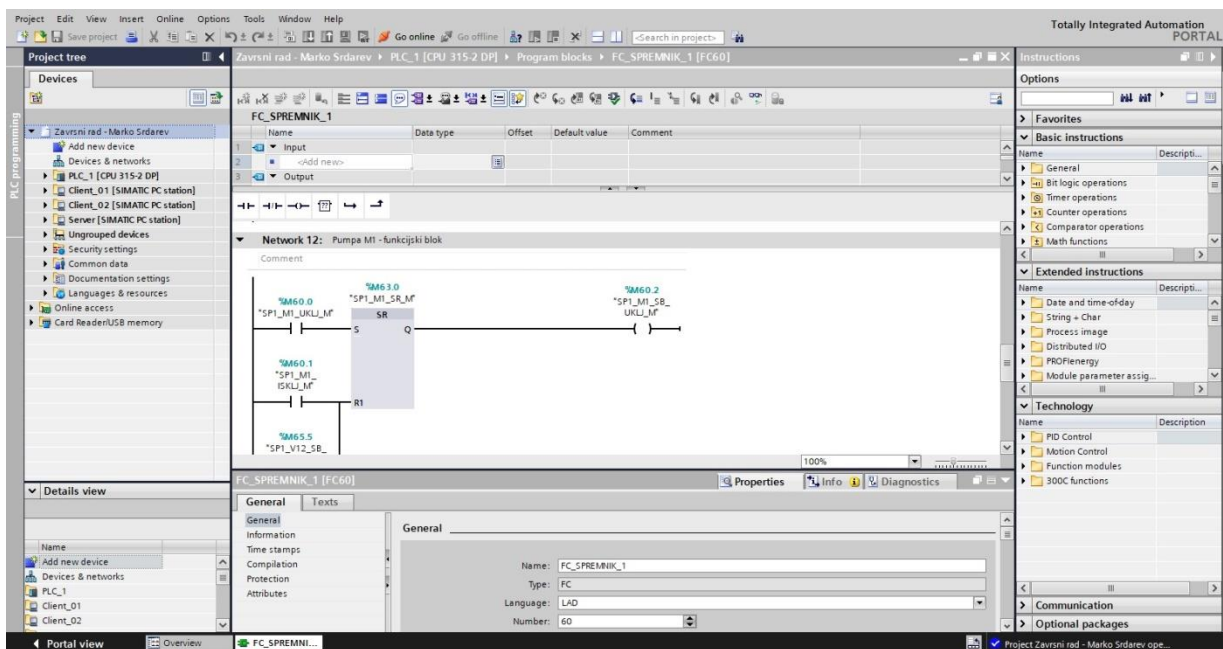 Project Edit View Insert Online Options Tools Window Help
Totally Integrated Automation
PORTAL
Save project
Go online
Go offline
<Search in project>
Project tree
Zavrsni rad - Marko Srdarev
PLC_1 [CPU 315-2 DP]
Program blocks
FC_SPREMNIK_1 [FC60]
Instructions
Devices
Options
PLC programming
FC_SPREMNIK_1
Name Data type Offset Default value Comment
1 Input
2 <Add new>
3 Output
Zavrsni rad - Marko Srdarev
Add new device
Devices & networks
PLC_1 [CPU 315-2 DP]
Client_01 [SIMATIC PC station]
Client_02 [SIMATIC PC station]
Server [SIMATIC PC station]
Ungrouped devices
Security settings
Common data
Documentation settings
Languages & resources
Online access
Card Reader/USB memory
Network 12: Pumpa M1 - funkcijski blok
Comment
%M60.0
"SP1_M1_UKLJ_M"
%M63.0
"SP1_M1_SR_M"
SR
S Q
%M60.2
"SP1_M1_SB_
UKLJ_M"
%M60.1
"SP1_M1_
ISKLJ_M"
R1
%M65.5
"SP1_V12_SB_
100%
Favorites
Basic instructions
Name Descripti...
General
Bit logic operations
Timer operations
Counter operations
Comparator operations
Math functions
Extended instructions
Name Descripti...
Date and time-of-day
String + Char
Process image
Distributed I/O
PROFIenergy
Module parameter assig...
Technology
Name Description
PID Control
Motion Control
Function modules
300C functions
Communication
Optional packages
Details view
Name
Add new device
Devices & networks
PLC_1
Client_01
Client_02
FC_SPREMNIK_1 [FC60]
Properties Info Diagnostics
General Texts
General
Information
Time stamps
Compilation
Protection
Attributes
General
Name: FC_SPREMNIK_1
Type: FC
Language: LAD
Number: 60
Portal view
Overview
FC_SPREMNI...
Project Zavrsni rad - Marko Srdarev ope...